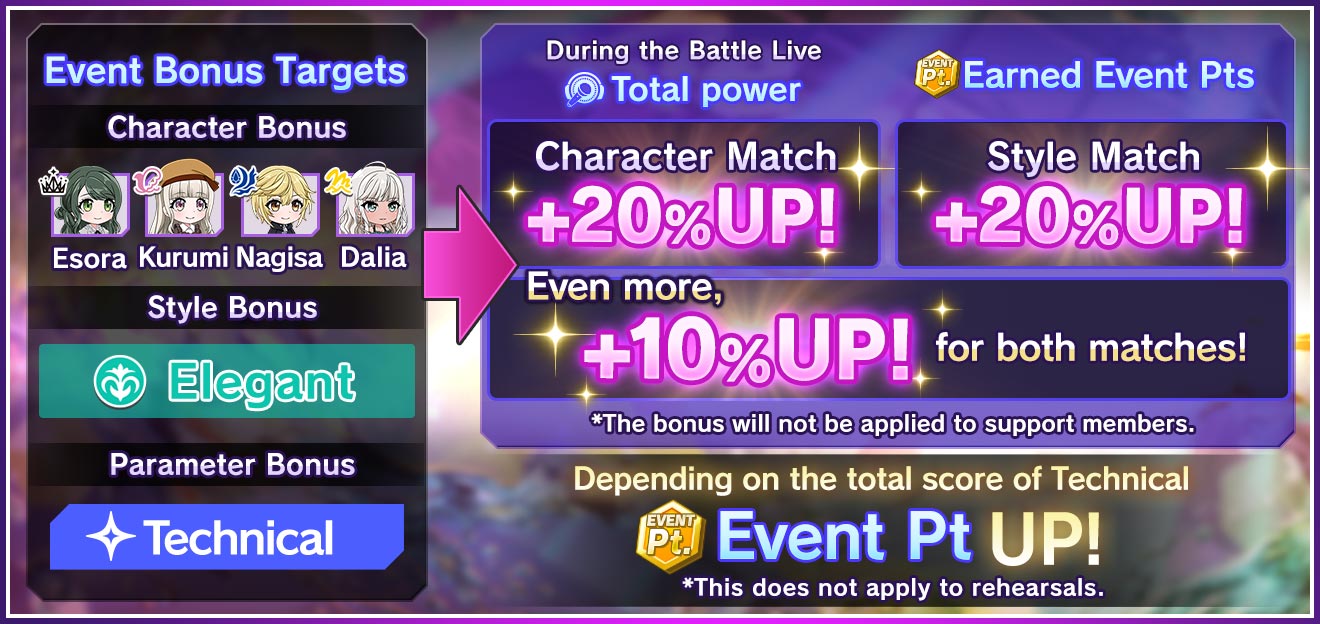 Event Bonus Targets
Character Bonus
Esora Kurumi Nagisa Dalia
Style Bonus
Elegant
Parameter Bonus
Technical
During the Battle Live
Total power
EVENT
Pt.
Earned Event Pts
Character Match
+20%UP!
Style Match
+20%UP!
Even more,
+10%UP! for both matches!
*The bonus will not be applied to support members.
Depending on the total score of Technical
EVENT
Pt.
Event Pt UP!
*This does not apply to rehearsals.